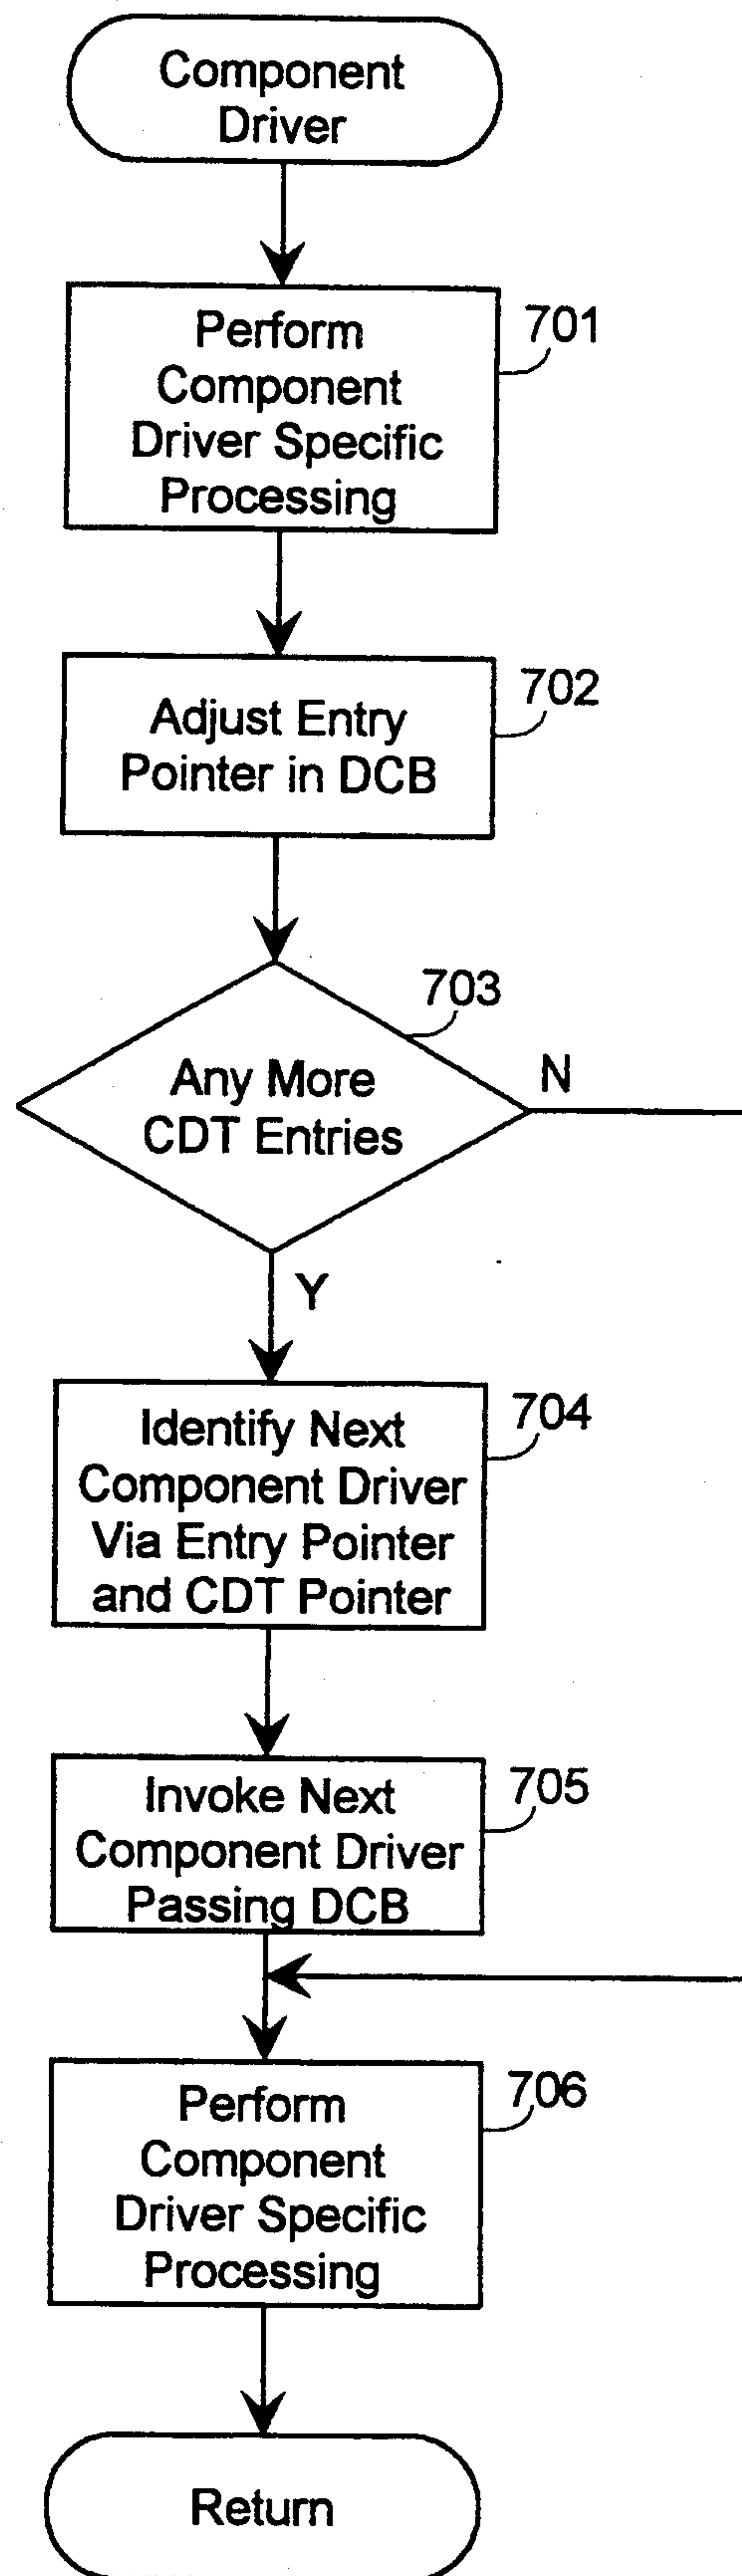 Component
Driver
701
Perform
Component
Driver Specific
Processing
702
Adjust Entry
Pointer in DCB
703
Any More
CDT Entries
N
Y
704
Identify Next
Component Driver
Via Entry Pointer
and CDT Pointer
705
Invoke Next
Component Driver
Passing DCB
706
Perform
Component
Driver Specific
Processing
Return